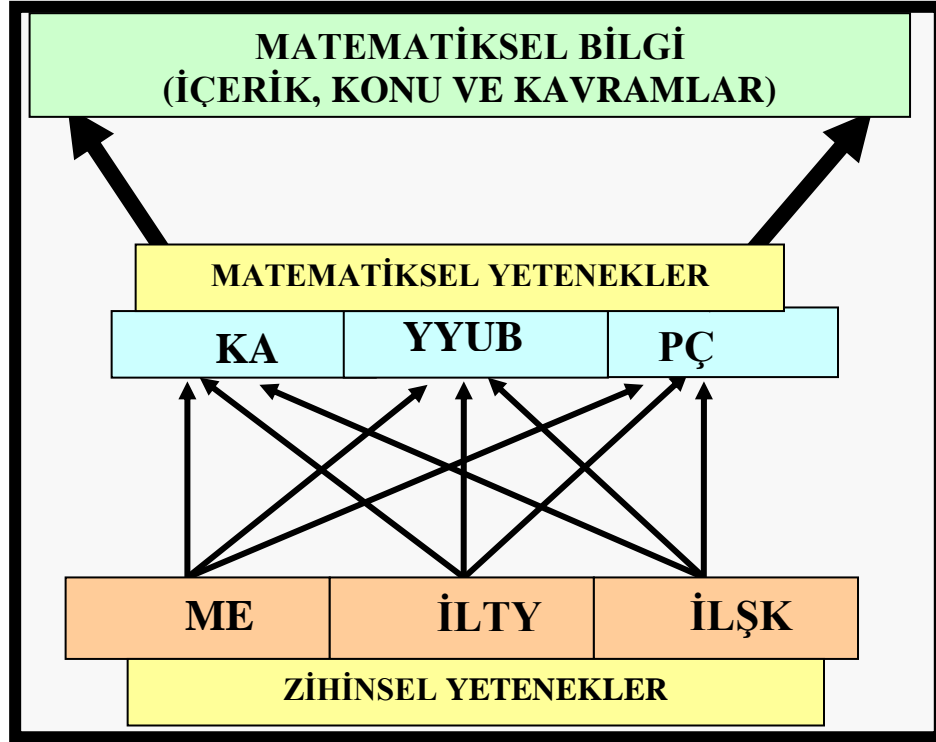 MATEMATİKSEL BİLGİ
(İÇERİK, KONU VE KAVRAMLAR)
MATEMATİKSEL YETENEKLER
KA YYUB PÇ
ME İLTY İLŞK
ZİHİNSEL YETENEKLER